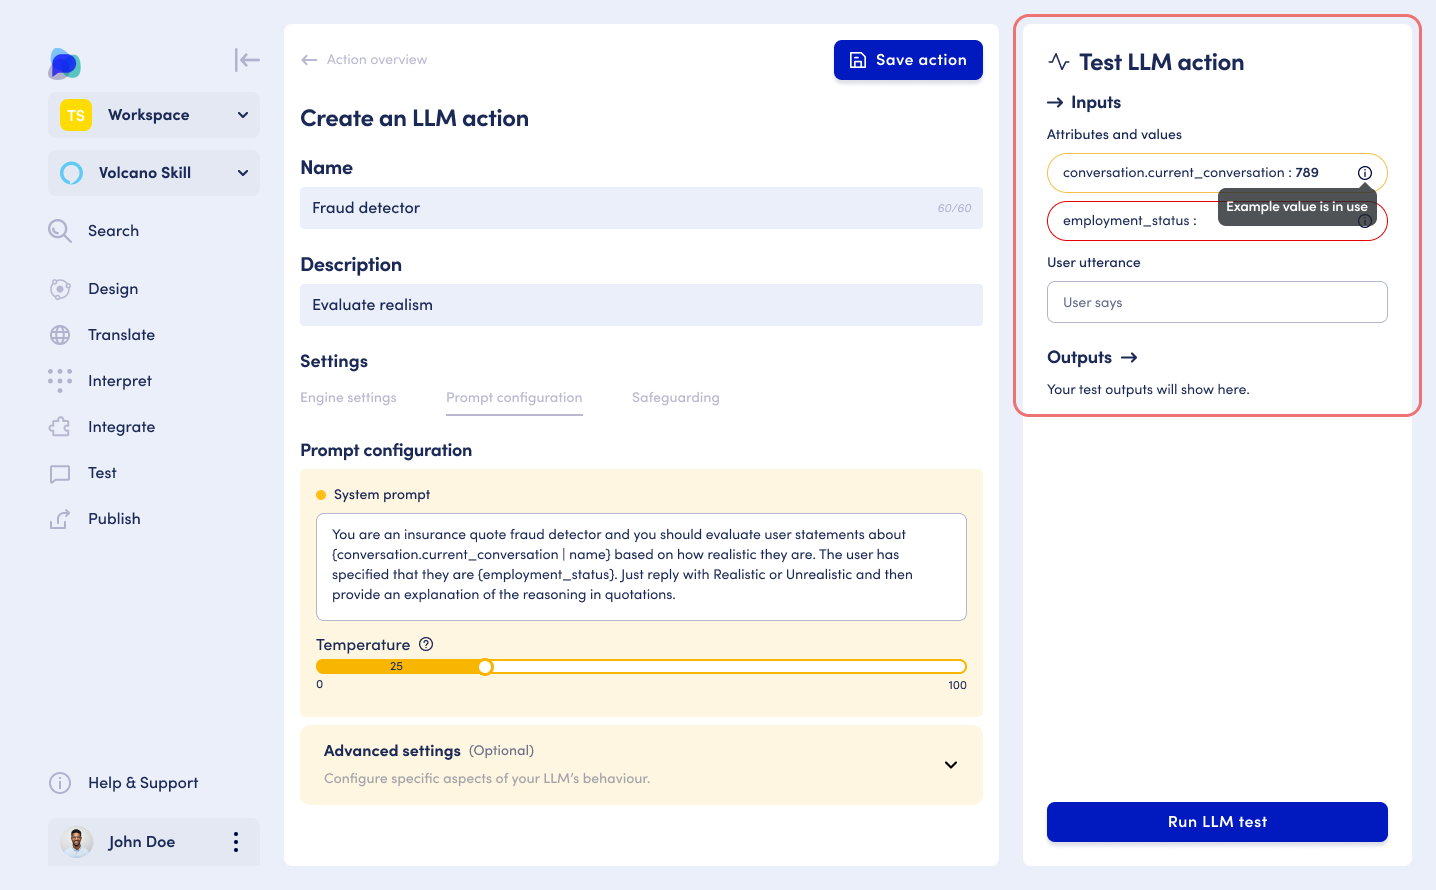 TS
Workspace
Volcano Skill
Search
Design
Translate
Interpret
Integrate
Test
Publish
Help & Support
John Doe
Action overview
Save action
Create an LLM action
Name
Fraud detector
60/60
Description
Evaluate realism
Settings
Engine settings
Prompt configuration
Safeguarding
Prompt configuration
System prompt
You are an insurance quote fraud detector and you should evaluate user statements about
{conversation.current_conversation | name} based on how realistic they are. The user has
specified that they are {employment_status}. Just reply with Realistic or Unrealistic and then
provide an explanation of the reasoning in quotations.
Temperature
25
0
100
Advanced settings (Optional)
Configure specific aspects of your LLM's behaviour.
Test LLM action
Inputs
Attributes and values
conversation.current_conversation : 789
Example value is in use
employment_status :
User utterance
User says
Outputs
Your test outputs will show here.
Run LLM test